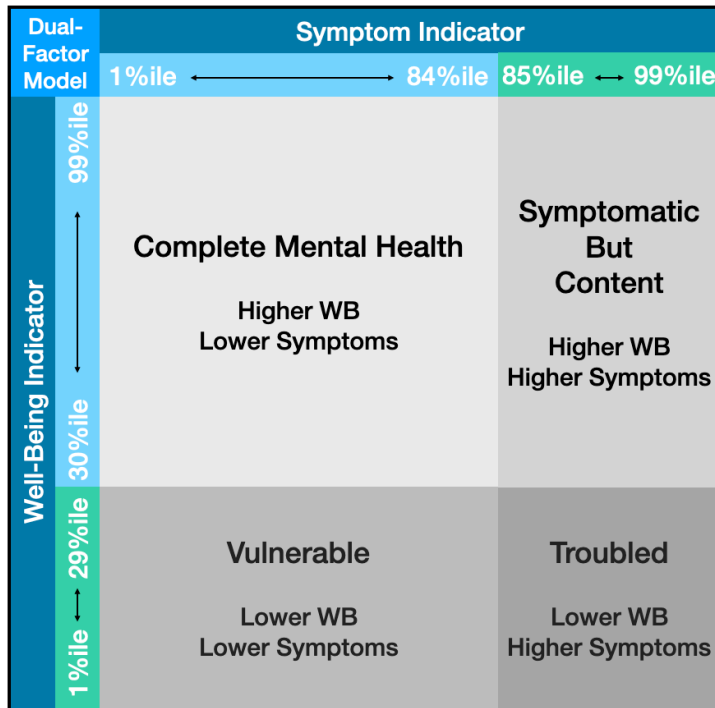 Dual-
Factor
Model
Symptom Indicator
1%ile
84%ile
85%ile
99%ile
Well-Being Indicator
99%ile
30%ile
29%ile
1%ile
Complete Mental Health
Higher WB
Lower Symptoms
Symptomatic
But
Content
Higher WB
Higher Symptoms
Vulnerable
Lower WB
Lower Symptoms
Troubled
Lower WB
Higher Symptoms